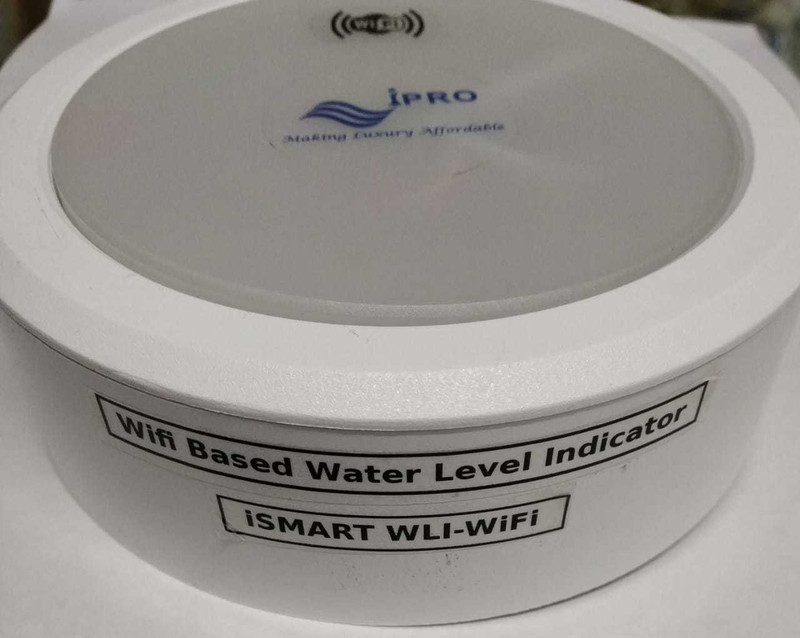 WiFi
iPRO
Making Luxury Affordable
Wifi Based Water Level Indicator
iSMART WLI-WiFi